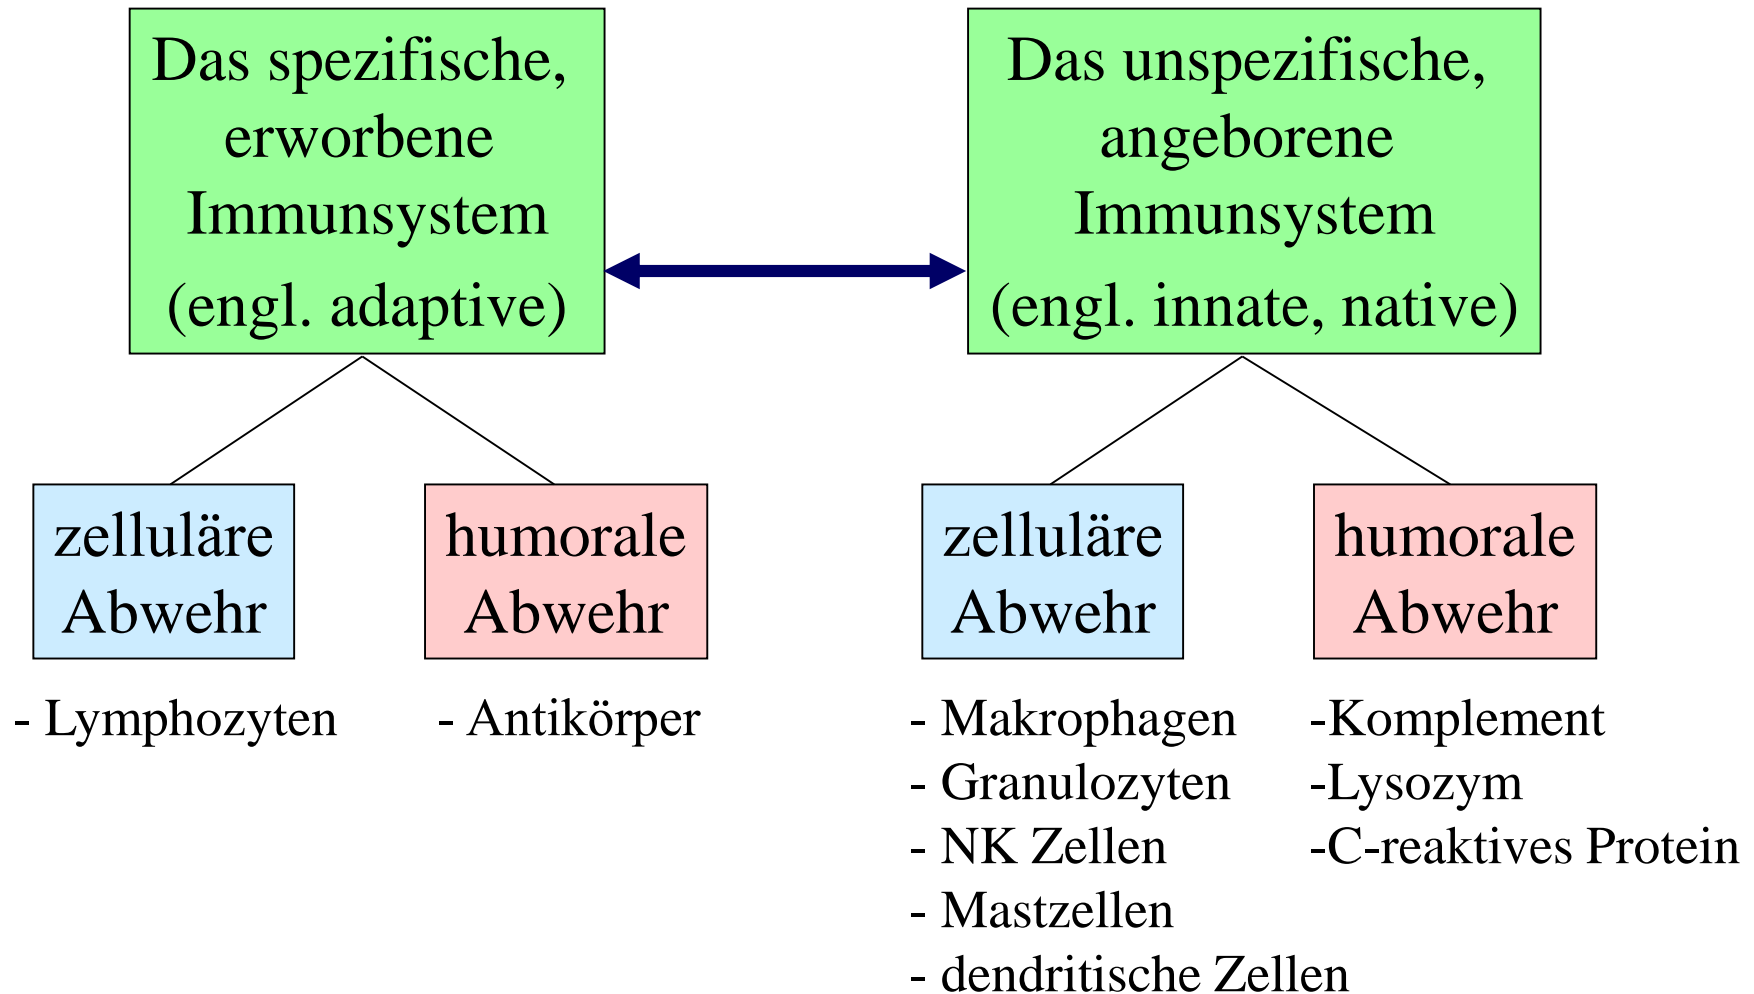 Das spezifische,
erworbene
Immunsystem
(engl. adaptive)
Das unspezifische,
angeborene
Immunsystem
(engl. innate, native)
zelluläre
Abwehr
- Lymphozyten
humorale
Abwehr
- Antikörper
zelluläre
Abwehr
- Makrophagen
- Granulozyten
- NK Zellen
- Mastzellen
- dendritische Zellen
humorale
Abwehr
-Komplement
-Lysozym
-C-reaktives Protein